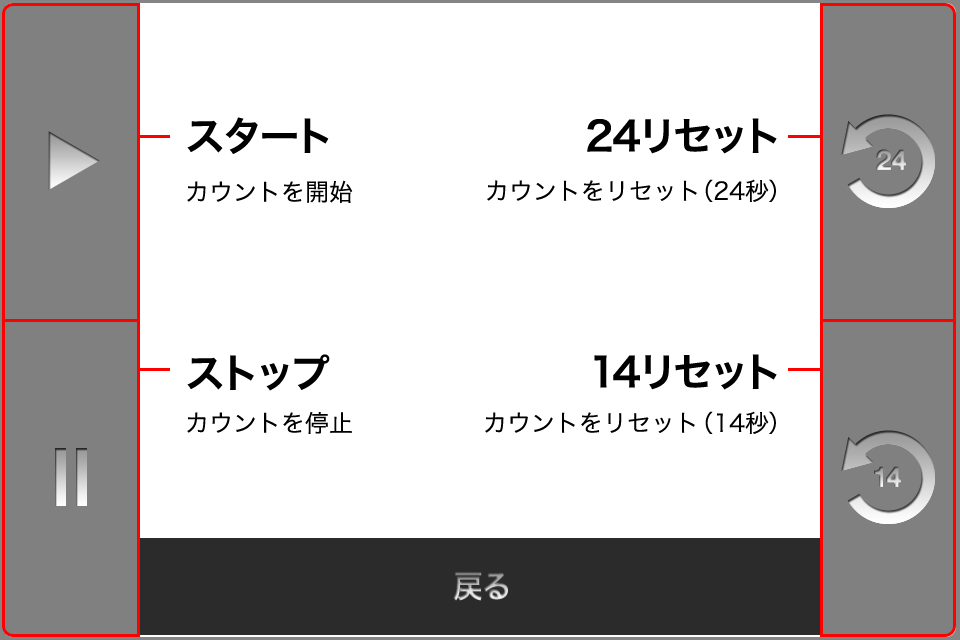 スタート
カウントを開始
24リセット
カウントをリセット（24秒）
24
ストップ
カウントを停止
14リセット
カウントをリセット（14秒）
14
戻る